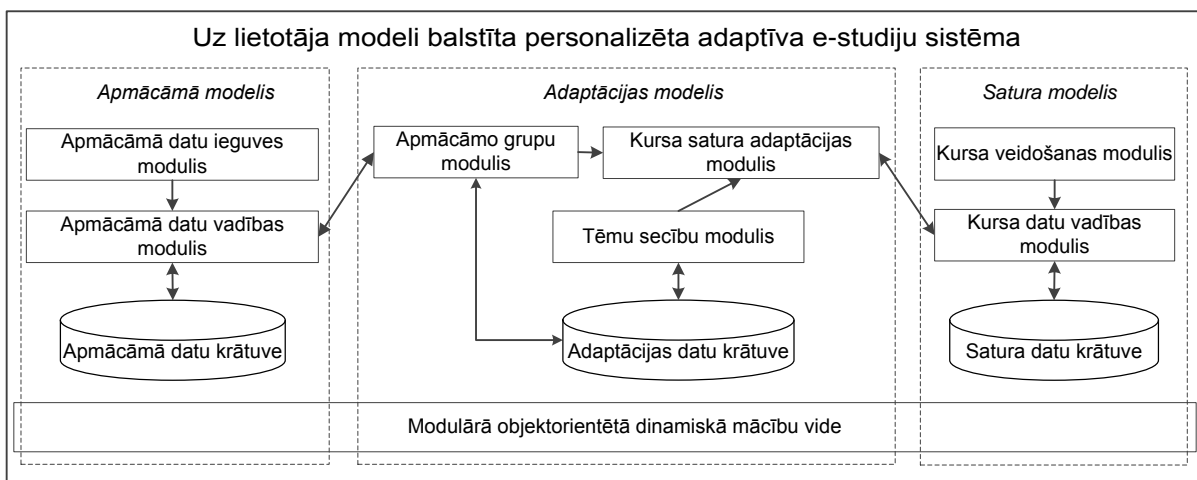 Uz lietotāja modeli balstīta personalizēta adaptīva e-studiju sistēma
Apmācāmā modelis
Apmācāmā datu ieguves
modulis
Apmācāmā datu vadības
modulis
Apmācāmā datu krātuve
Adaptācijas modelis
Apmācāmo grupu
modulis
Kursa satura adaptācijas
modulis
Tēmu secību modulis
Adaptācijas datu krātuve
Satura modelis
Kursa veidošanas modulis
Kursa datu vadības
modulis
Satura datu krātuve
Modulārā objektorientētā dinamiskā mācību vide